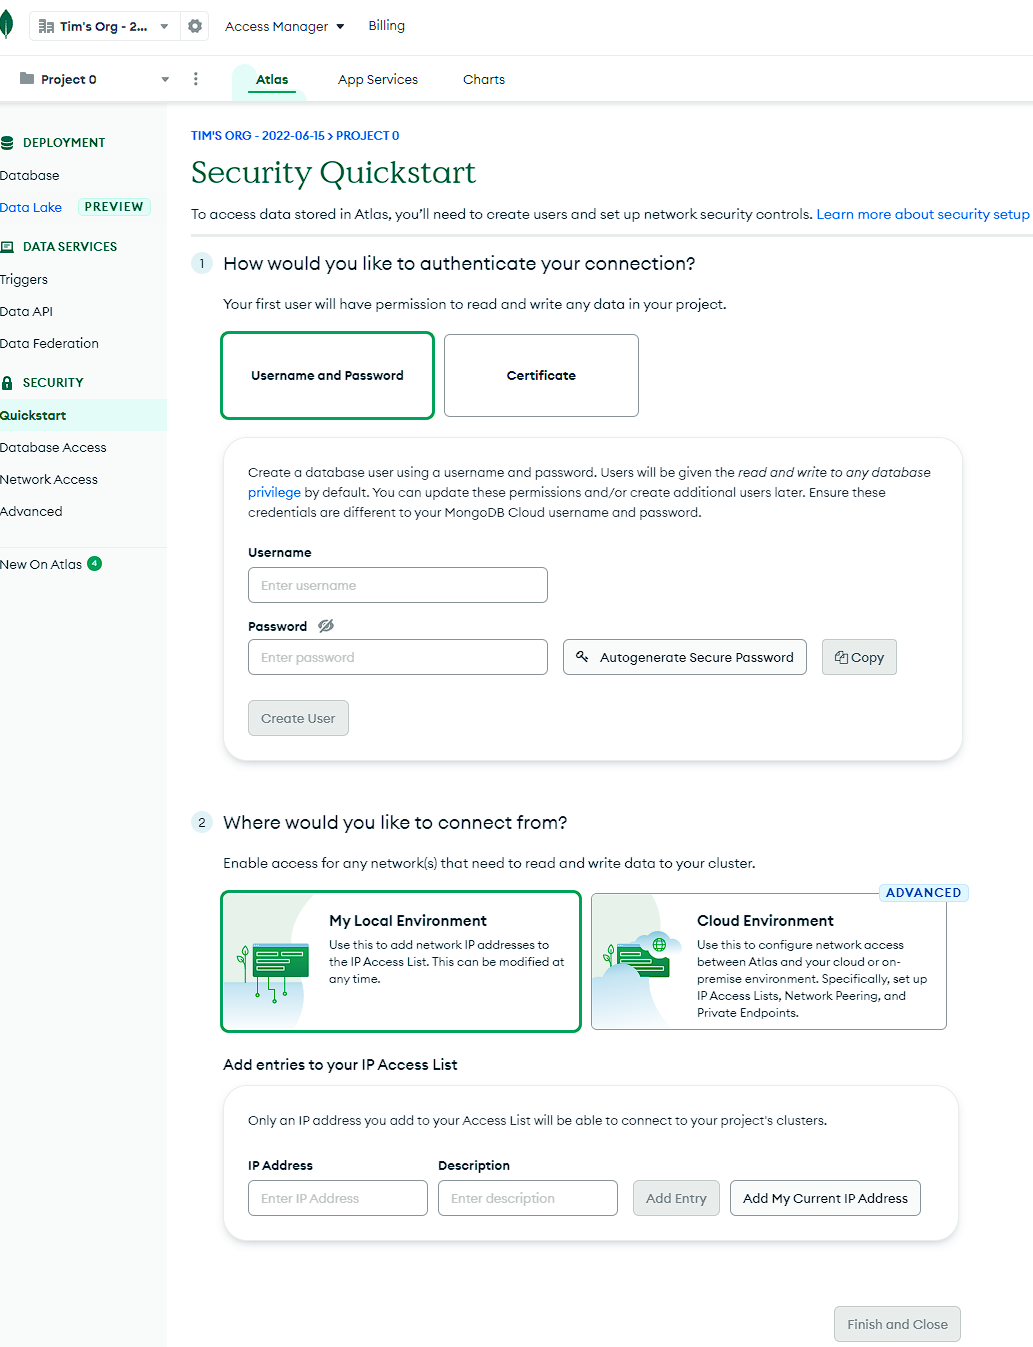 Tim's Org - 2...
Access Manager
Billing
Project 0
Atlas
App Services
Charts
DEPLOYMENT
Database
Data Lake PREVIEW
DATA SERVICES
Triggers
Data API
Data Federation
SECURITY
Quickstart
Database Access
Network Access
Advanced
New On Atlas 4
TIM'S ORG - 2022-06-15 > PROJECT 0
Security Quickstart
To access data stored in Atlas, you'll need to create users and set up network security controls. Learn more about security setup
1 How would you like to authenticate your connection?
Your first user will have permission to read and write any data in your project.
Username and Password
Certificate
Create a database user using a username and password. Users will be given the read and write to any database
privilege by default. You can update these permissions and/or create additional users later. Ensure these
credentials are different to your MongoDB Cloud username and password.
Username
Enter username
Password
Enter password
Autogenerate Secure Password
Copy
Create User
2 Where would you like to connect from?
Enable access for any network(s) that need to read and write data to your cluster.
My Local Environment
Use this to add network IP addresses to
the IP Access List. This can be modified at
any time.
ADVANCED
Cloud Environment
Use this to configure network access
between Atlas and your cloud or on-
premise environment. Specifically, set up
IP Access Lists, Network Peering, and
Private Endpoints.
Add entries to your IP Access List
Only an IP address you add to your Access List will be able to connect to your project's clusters.
IP Address
Description
Enter IP Address
Enter description
Add Entry
Add My Current IP Address
Finish and Close